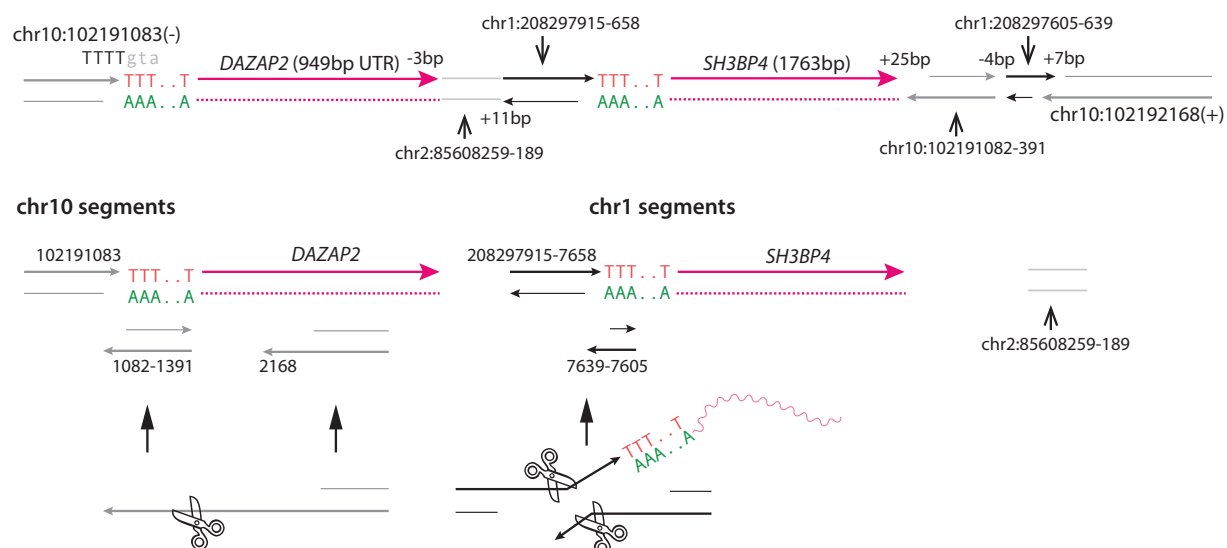 chr1:208297915-658
chr1:208297605-639
chr10:102191083(-)
TTTTgta
DAZAP2 (949bp UTR)
-3bp
SH3BP4 (1763bp)
+25bp
-4bp
+7bp
TTT..T
AAA..A
TTT..T
AAA..A
+11bp
chr10:102192168(+)
chr2:85608259-189
chr10:102191082-391
chr10 segments
chr1 segments
102191083
DAZAP2
208297915-7658
SH3BP4
TTT..T
AAA..A
TTT..T
AAA..A
chr2:85608259-189
1082-1391
2168
7639-7605
TTT..T
AAA..A